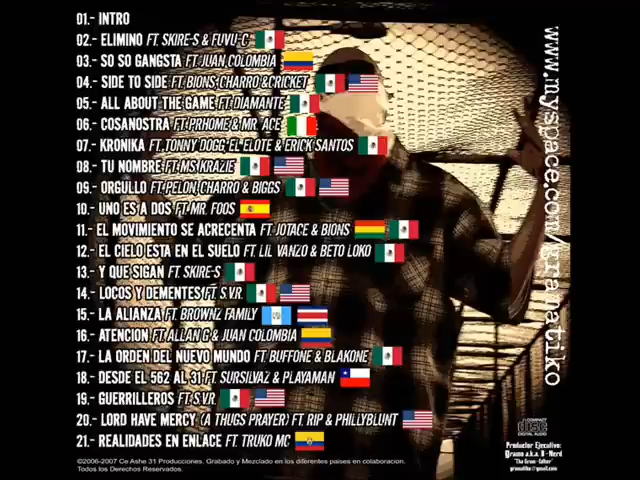 01.- INTRO
02.- ELIMINO FT. SKIRE-S & FUVU-C
03.- SO SO GANGSTA FT JUAN COLOMBIA
04.- SIDE TO SIDE FT. BIONS CHARRO & CRICKET
05.- ALL ABOUT THE GAME FT DIAMANTE
06.- COSANOSTRA FT. PRHOME & MR. ACE
07.- KRONIKA FT. TONNY DOGG "EL ELOTE & ERICK SANTOS
08.- TU NOMBRE FT. MS KRAZIE
09.- ORGULLO FT. PELON, CHARRO & BIGGS
10.- UNO ES A DOS FT MR. FOOS
11.- EL MOVIMIENTO SE ACRECENTA FT. JOTACE & BIONS
12.- EL CIELO ESTA EN EL SUELO FT. LIL VANZO & BETO LOKO
13.- Y QUE SIGAN FT. SKIRE-S
14.- LOCOS Y DEMENTES FT. S.V.R.
15.- LA ALIANZA FT. BROWNZ FAMILY
16.- ATENCION FT. ALLAN G & JUAN COLOMBIA
17.- LA ORDEN DEL NUEVO MUNDO FT. BUFFONE & BLAKONE
18.- DESDE EL 562 AL 31 FT. SURSILVAZ & PLAYAMAN
19.- GUERRILLEROS FT. S.V.R.
20.- LORD HAVE MERCY (A THUGS PRAYER) FT. RIP & PHILLYBLUNT
21.- REALIDADES EN ENLACE FT. TRUKO MC
©2006-2007 Ce Ashe 31 Producciones. Grabado y Mezclado en los diferentes paises en colaboracion.
Todos los Derechos Reservados.
www.myspace.com/granatiko
COMPACT
disc
DIGITAL AUDIO
Productor Ejecutivo: